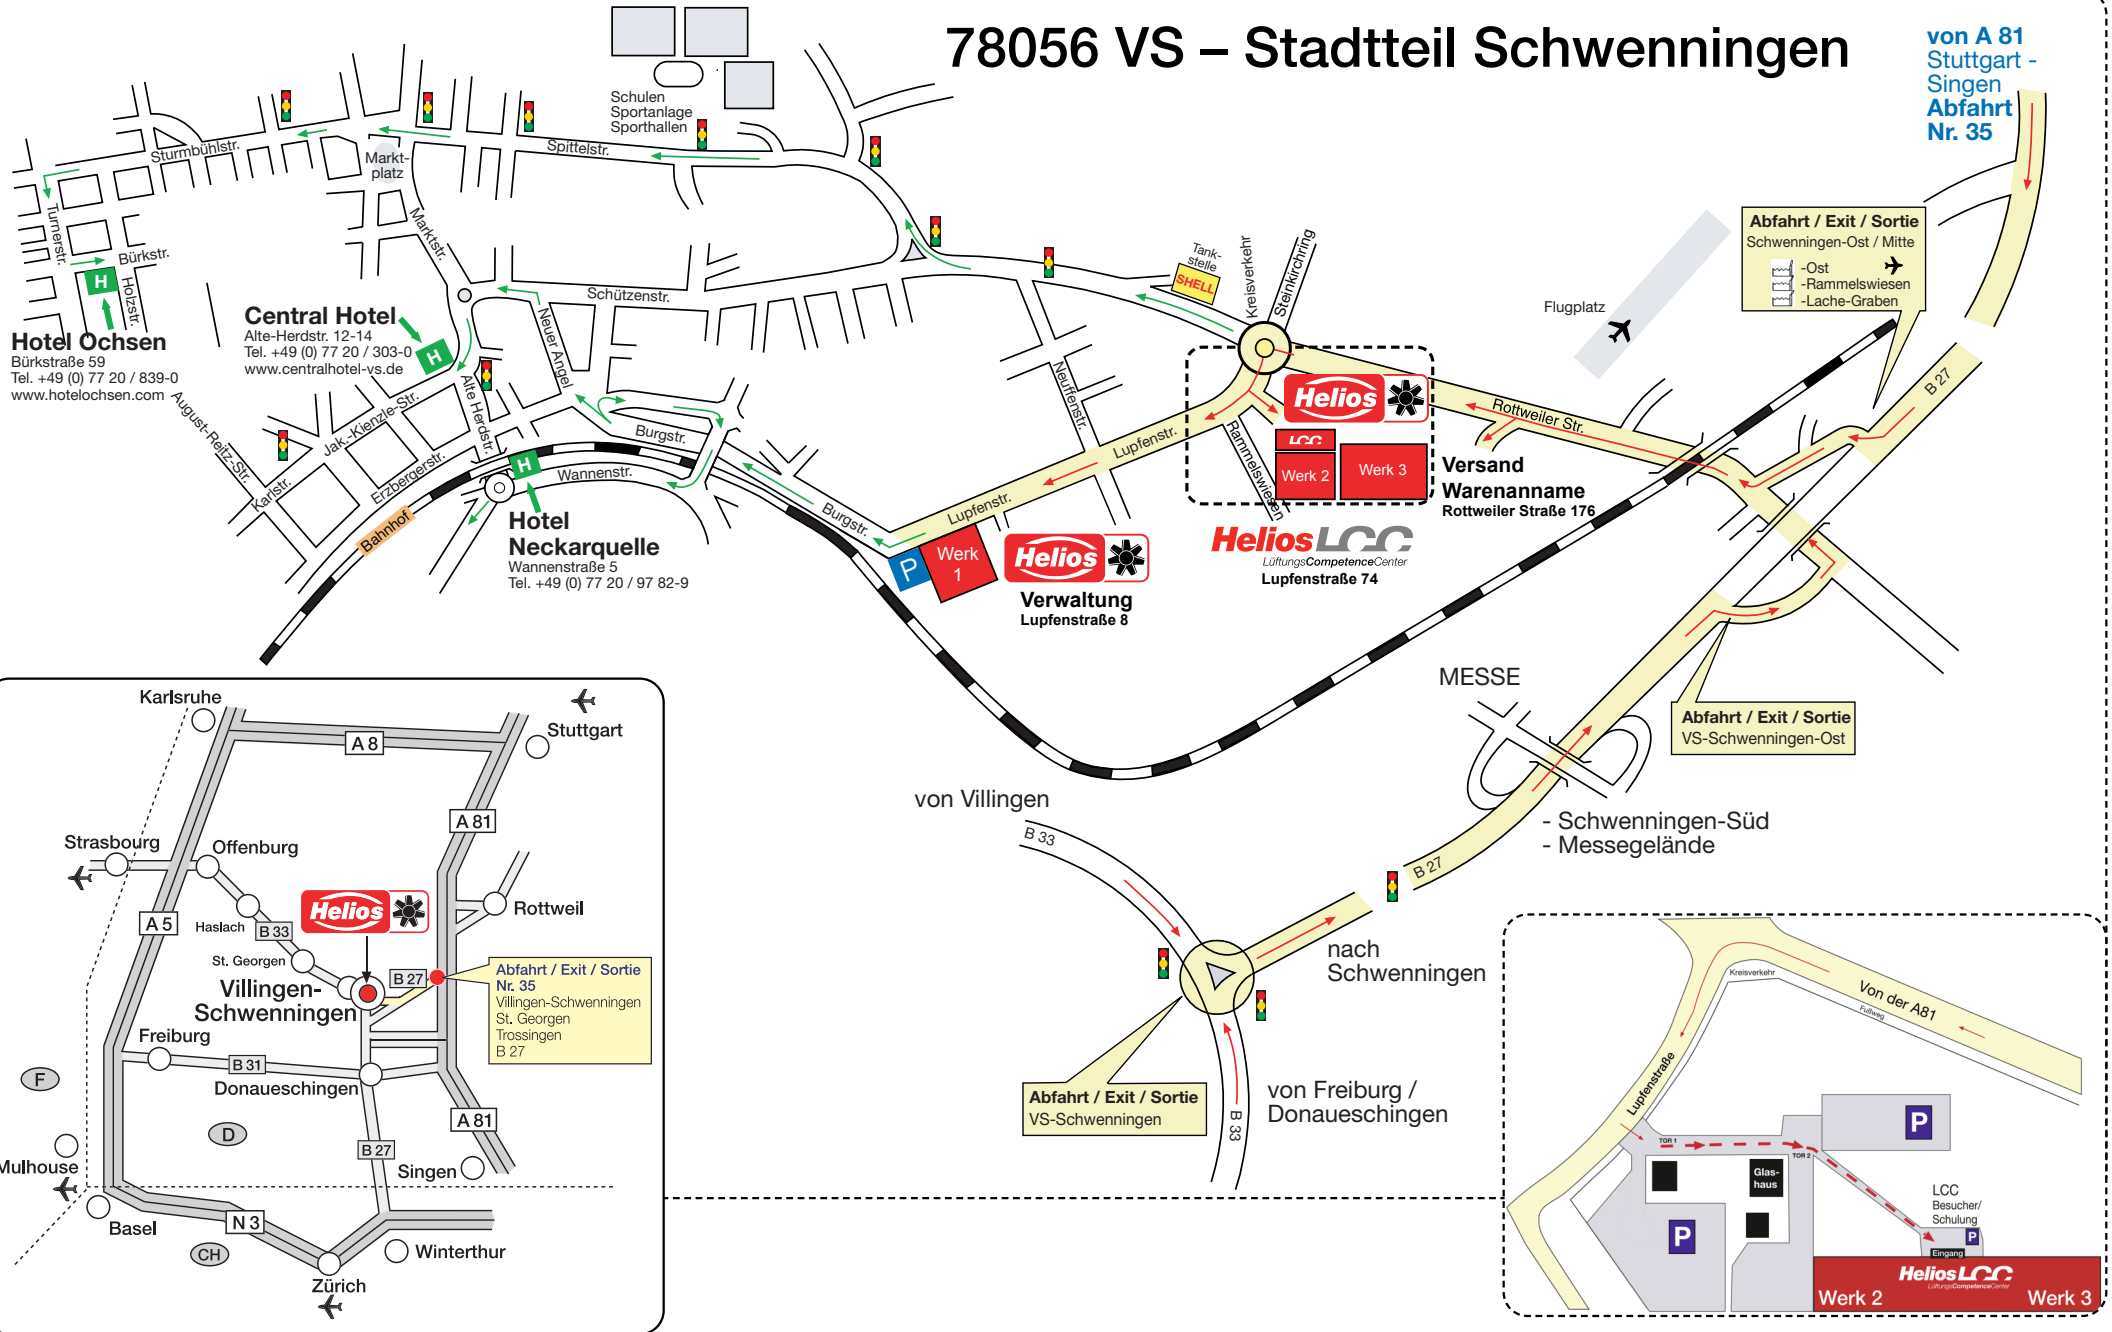 78056 VS – Stadtteil Schwenningen
von A 81
Stuttgart -
Singen
Abfahrt
Nr. 35
Schulen
Sportanlage
Sporthallen
Sturmbühlstr.
Markt-
platz
Spittelstr.
Turnerstr.
Bürkstr.
Holzstr.
Marktstr.
H
Hotel Ochsen
Bürkstraße 59
Tel. +49 (0) 77 20 / 839-0
www.hotelochsen.com
Central Hotel
Alte-Herdstr. 12-14
Tel. +49 (0) 77 20 / 303-0
www.centralhotel-vs.de
H
Schützenstr.
Neuer Angel
Alte Herdstr.
August-Reitz-Str.
Jak.-Kienzle-Str.
Karlstr.
Erzbergerstr.
Bahnhof
Burgstr.
Wannenstr.
H
Hotel
Neckarquelle
Wannenstraße 5
Tel. +49 (0) 77 20 / 97 82-9
Burgstr.
Neuffenstr.
Lupfenstr.
Lupfenstr.
P
Werk
1
Helios
Verwaltung
Lupfenstraße 8
Tank-
stelle
SHELL
Kreisverkehr
Steinkirchring
Rammelswiesen
Helios
LCC
Werk 2
Werk 3
Helios LCC
LüftungsCompetenceCenter
Lupfenstraße 74
Rottweiler Str.
Versand
Warenanname
Rottweiler Straße 176
Flugplatz
Abfahrt / Exit / Sortie
Schwenningen-Ost / Mitte
-Ost
-Rammelswiesen
-Lache-Graben
B 27
MESSE
Abfahrt / Exit / Sortie
VS-Schwenningen-Ost
- Schwenningen-Süd
- Messegelände
B 27
von Villingen
B 33
nach
Schwenningen
Abfahrt / Exit / Sortie
VS-Schwenningen
von Freiburg /
Donaueschingen
B 33
Karlsruhe
Stuttgart
A 8
A 81
Strasbourg
Offenburg
A 5
Haslach
B 33
Helios
Rottweil
St. Georgen
Villingen-
Schwenningen
B 27
Abfahrt / Exit / Sortie
Nr. 35
Villingen-Schwenningen
St. Georgen
Trossingen
B 27
Freiburg
B 31
Donaueschingen
F
D
A 81
B 27
Mulhouse
Singen
Basel
N 3
CH
Winterthur
Zürich
Kreisverkehr
Von der A81
Fußweg
Lupfenstraße
TOR 1
TOR 2
P
Glas-
haus
P
LCC
Besucher/
Schulung
P
Eingang
Helios LCC
LüftungsCompetenceCenter
Werk 2
Werk 3